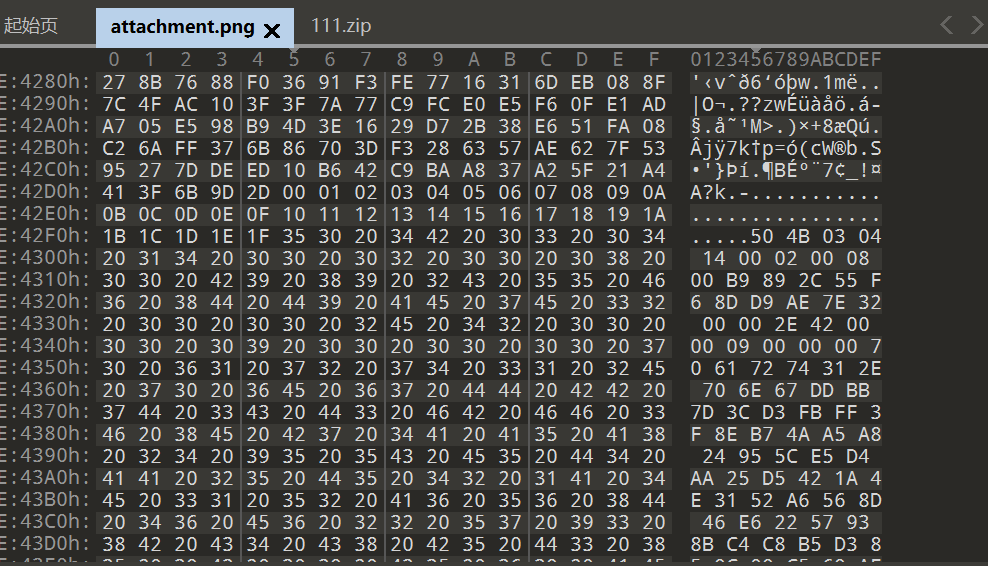 起始页 attachment.png × 111.zip
0 1 2 3 4 5 6 7 8 9 A B C D E F 0123456789ABCDEF
E:4280h: 27 8B 76 88 F0 36 91 F3 FE 77 16 31 6D EB 08 8F '‹vˆð6‘óþw.1më..
E:4290h: 7C 4F AC 10 3F 3F 7A 77 C9 FC E0 E5 F6 0F E1 AD |O¬.??zwÉüàåö.á-
E:42A0h: A7 05 E5 98 B9 4D 3E 16 29 D7 2B 38 E6 51 FA 08 §.å˜¹M>.)×+8æQú.
E:42B0h: C2 6A FF 37 6B 86 70 3D F3 28 63 57 AE 62 7F 53 Âjÿ7k†p=ó(cW®b.S
E:42C0h: 95 27 7D DE ED 10 B6 42 C9 BA A8 37 A2 5F 21 A4 •'}Þí.¶BÉº¨7¢_!¤
E:42D0h: 41 3F 6B 9D 2D 00 01 02 03 04 05 06 07 08 09 0A A?k.-...........
E:42E0h: 0B 0C 0D 0E 0F 10 11 12 13 14 15 16 17 18 19 1A ................
E:42F0h: 1B 1C 1D 1E 1F 35 30 20 34 42 20 30 33 20 30 34 .....50 4B 03 04
E:4300h: 20 31 34 20 30 30 20 30 32 20 30 30 20 30 38 20 14 00 02 00 08
E:4310h: 30 30 20 42 39 20 38 39 20 32 43 20 35 35 20 46 00 B9 89 2C 55 F
E:4320h: 36 20 38 44 20 44 39 20 41 45 20 37 45 20 33 32 6 8D D9 AE 7E 32
E:4330h: 20 30 30 20 30 30 20 32 45 20 34 32 20 30 30 20 00 00 2E 42 00
E:4340h: 30 30 20 30 39 20 30 30 20 30 30 20 30 30 20 37 00 09 00 00 00 7
E:4350h: 30 20 36 31 20 37 32 20 37 34 20 33 31 20 32 45 0 61 72 74 31 2E
E:4360h: 20 37 30 20 36 45 20 36 37 20 44 44 20 42 42 20 70 6E 67 DD BB
E:4370h: 37 44 20 33 43 20 44 33 20 46 42 20 46 46 20 33 7D 3C D3 FB FF 3
E:4380h: 46 20 38 45 20 42 37 20 34 41 20 41 35 20 41 38 F 8E B7 4A A5 A8
E:4390h: 20 32 34 20 39 35 20 35 43 20 45 35 20 44 34 20 24 95 5C E5 D4
E:43A0h: 41 41 20 32 35 20 44 35 20 34 32 20 31 41 20 34 AA 25 D5 42 1A 4
E:43B0h: 45 20 33 31 20 35 32 20 41 36 20 35 36 20 38 44 E 31 52 A6 56 8D
E:43C0h: 20 34 36 20 45 36 20 32 32 20 35 37 20 39 33 20 46 E6 22 57 93
E:43D0h: 38 42 20 43 34 20 43 38 20 42 35 20 44 33 20 38 8B C4 C8 B5 D3 8